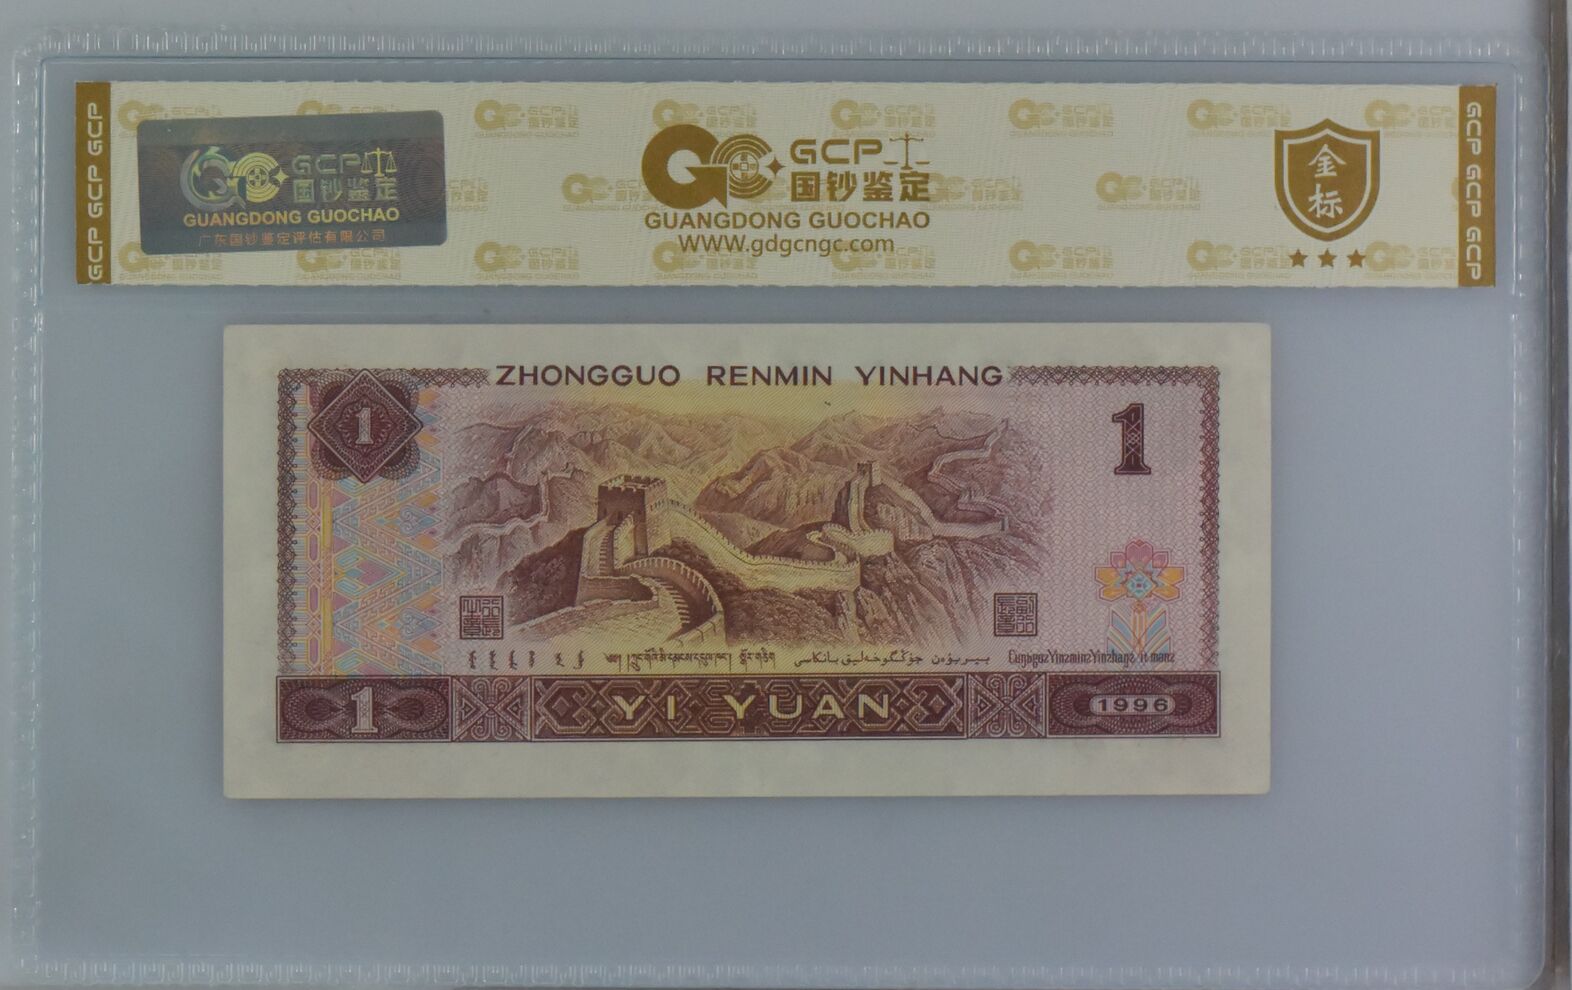 GCP GCP GCP
GCP
国钞鉴定
GUANGDONG GUOCHAO
广东国钞鉴定评估有限公司
GCP
国钞鉴定
GUANGDONG GUOCHAO
WWW.gdgcngc.com
金标
GCP GCP GCP
ZHONGGUO RENMIN YINHANG
1
1
1
YI YUAN
1996